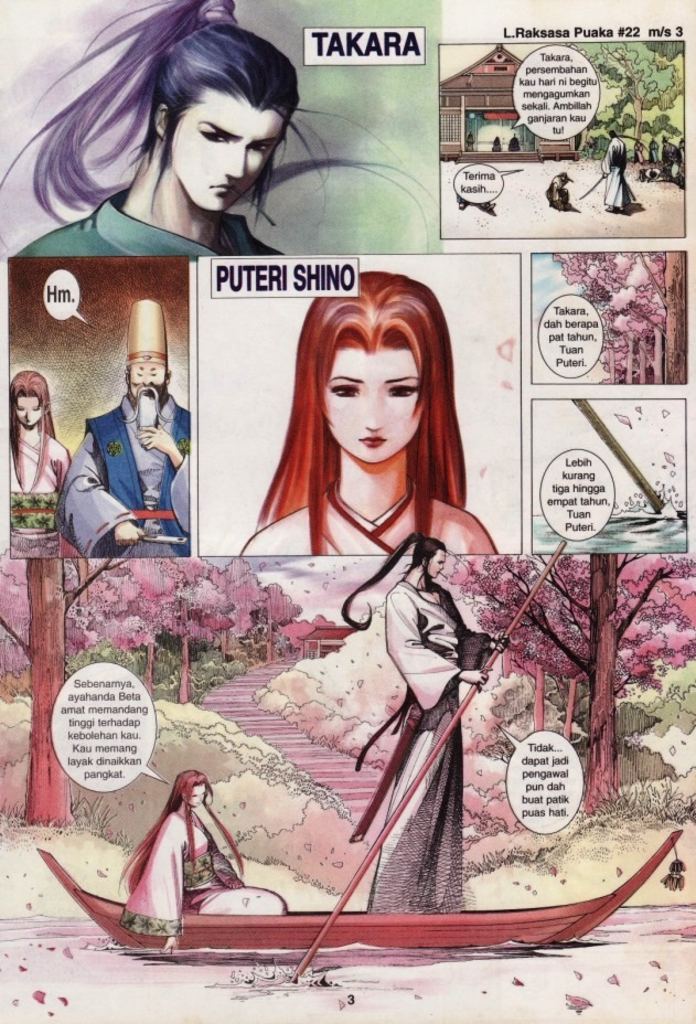 L.Raksasa Puaka #22 m/s 3
TAKARA
Takara,
persembahan
kau hari ni begitu
mengagumkan
sekali. Ambillah
ganjaran kau
tu!
Terima
kasih....
Hm.
PUTERI SHINO
Takara,
dah berapa
pat tahun,
Tuan
Puteri.
Lebih
kurang
tiga hingga
empat tahun,
Tuan
Puteri.
Sebenarnya,
ayahanda Beta
amat memandang
tinggi terhadap
kebolehan kau.
Kau memang
layak dinaikkan
pangkat.
Tidak...
dapat jadi
pengawal
pun dah
buat patik
puas hati.
3